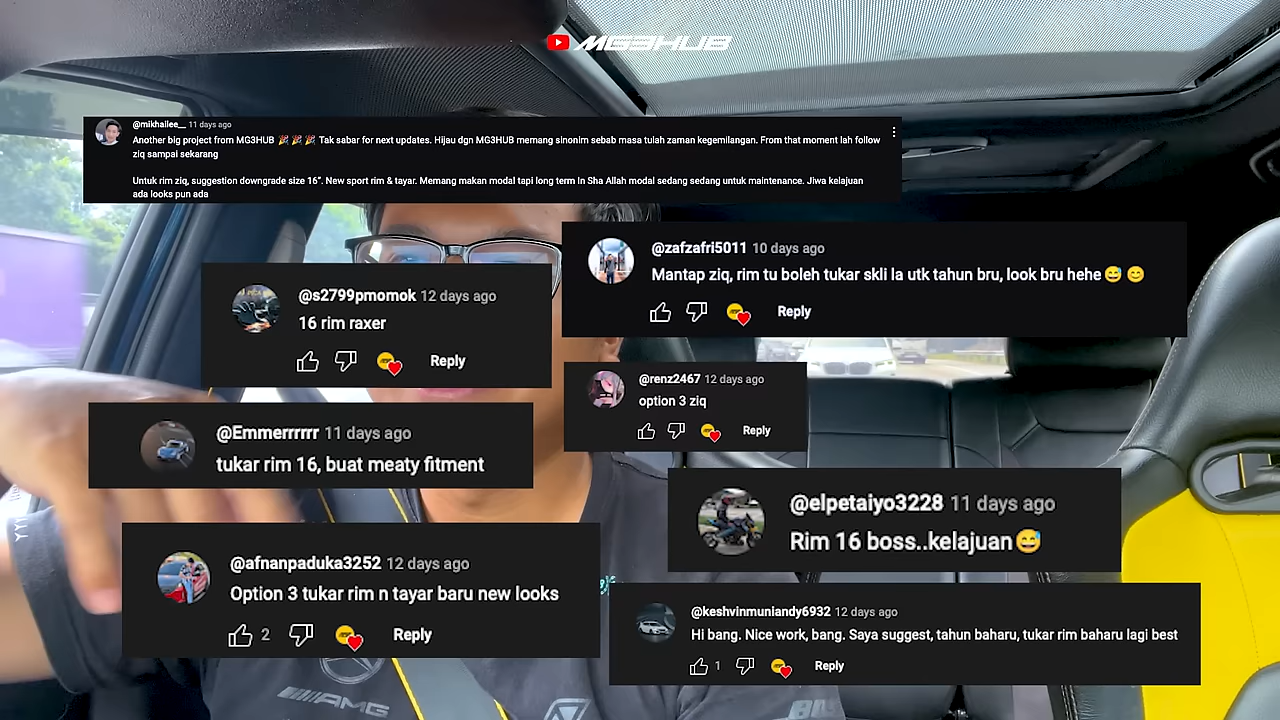 MG3HUB
@mikhailee__ 11 days ago
Another big project from MG3HUB 🎉 🎉 🎉 Tak sabar for next updates. Hijau dgn MG3HUB memang sinonim sebab masa tulah zaman kegemilangan. From that moment lah follow
ziq sampai sekarang
Untuk rim ziq, suggestion downgrade size 16”. New sport rim & tayar. Memang makan modal tapi long term In Sha Allah modal sedang sedang untuk maintenance. Jiwa kelajuan
ada looks pun ada
@zafzafri5011 10 days ago
Mantap ziq, rim tu boleh tukar skli la utk tahun bru, look bru hehe😅 😊
Reply
@s2799pmomok 12 days ago
16 rim raxer
Reply
@renz2467 12 days ago
option 3 ziq
Reply
@Emmerrrrrr 11 days ago
tukar rim 16, buat meaty fitment
@elpetaiyo3228 11 days ago
Rim 16 boss..kelajuan😅
@afnanpaduka3252 12 days ago
Option 3 tukar rim n tayar baru new looks
2 Reply
@keshvinmuniandy6932 12 days ago
Hi bang. Nice work, bang. Saya suggest, tahun baharu, tukar rim baharu lagi best
1 Reply
AMG